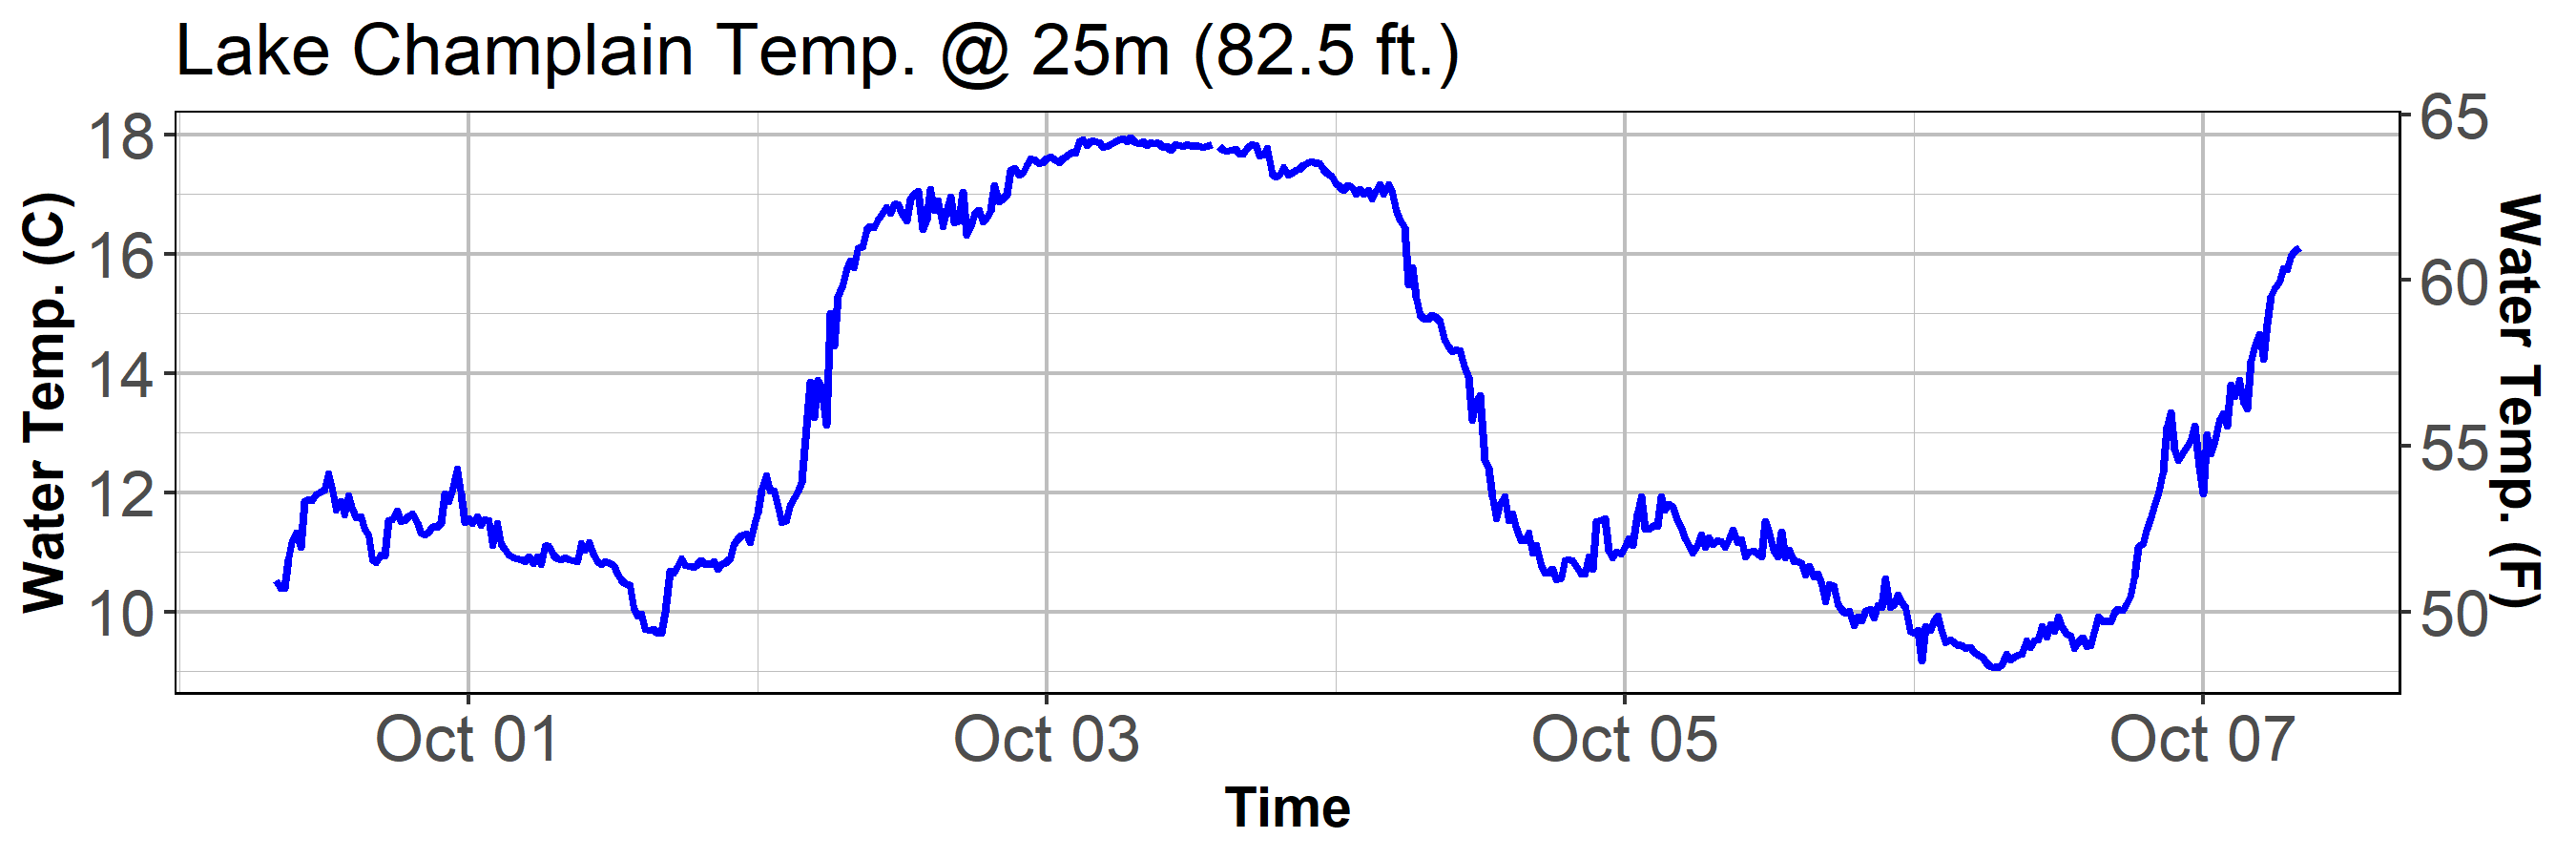 Lake Champlain Temp. @ 25m (82.5 ft.)
Water Temp. (C)
18
16
14
12
10
65
60
55
50
Water Temp. (F)
Oct 01 Oct 03 Oct 05 Oct 07
Time